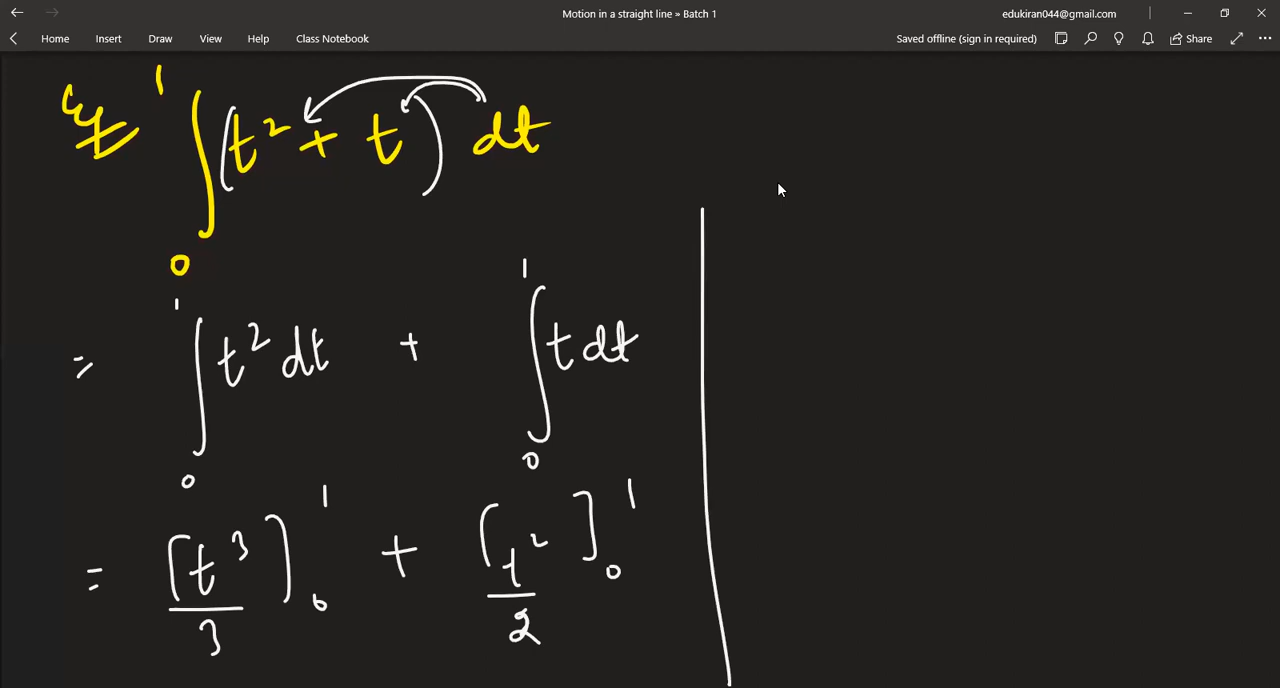 Motion in a straight line » Batch 1
edukiran044@gmail.com
Home Insert Draw View Help Class Notebook
Saved offline (sign in required)
Share
∫₀¹ (t² + t) dt
= ∫₀¹ t² dt + ∫₀¹ t dt
= [t³/3]₀¹ + [t²/2]₀¹